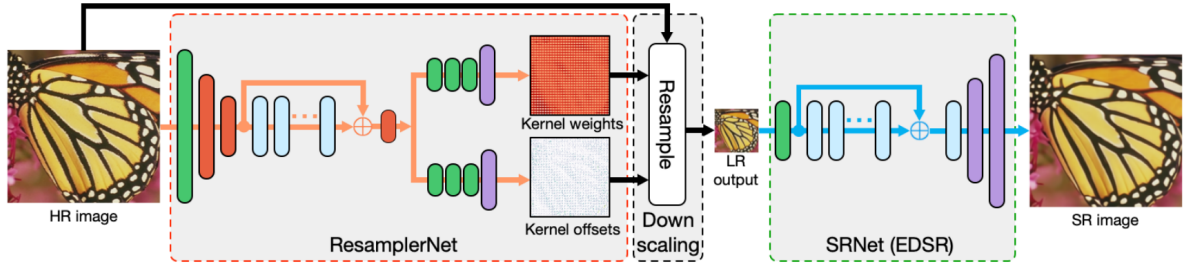 HR image
ResamplerNet
Kernel weights
Kernel offsets
Resample
Down
scaling
LR
output
SRNet (EDSR)
SR image